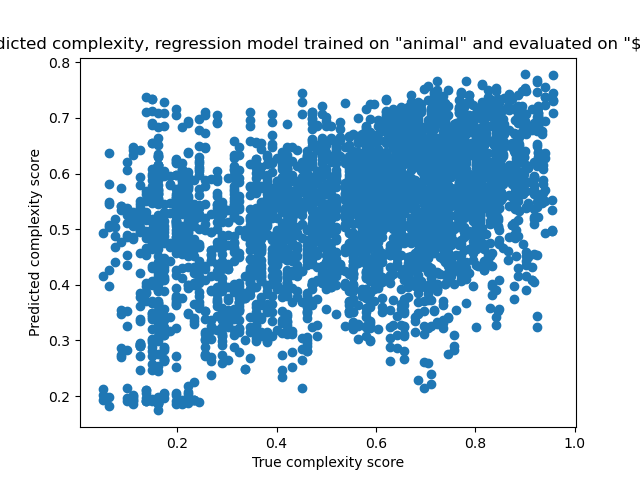 dicted complexity, regression model trained on "animal" and evaluated on "$
0.8
0.7
0.6
0.5
0.4
0.3
0.2
Predicted complexity score
0.2 0.4 0.6 0.8 1.0
True complexity score